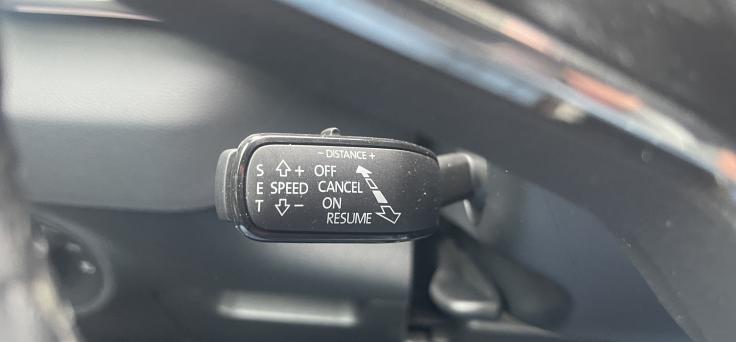 – DISTANCE +
S + OFF
E SPEED CANCEL
T – ON
RESUME